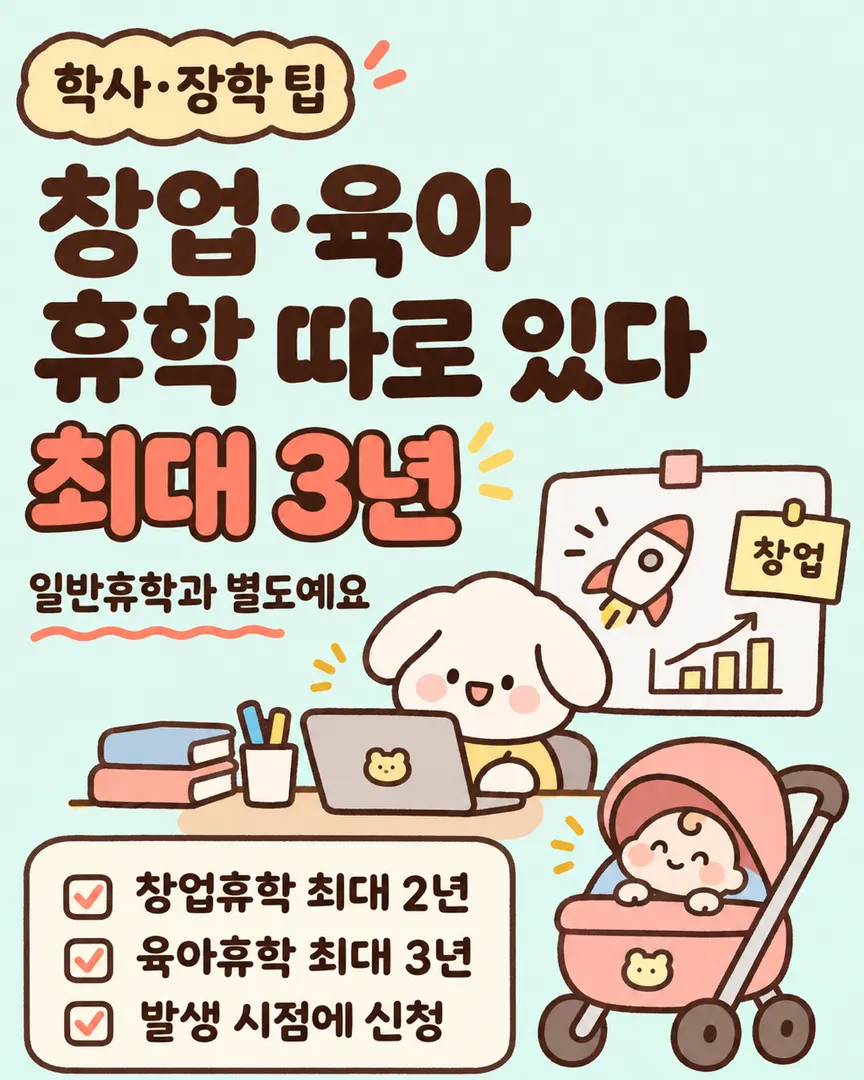 학사·장학 팁
창업·육아
휴학 따로 있다
최대 3년
일반휴학과 별도예요
창업
창업휴학 최대 2년
육아휴학 최대 3년
발생 시점에 신청